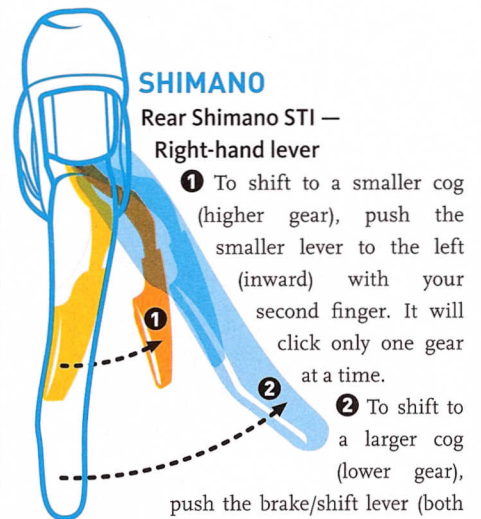 SHIMANO
Rear Shimano STI —
Right-hand lever
❶ To shift to a smaller cog
(higher gear), push the
smaller lever to the left
(inward) with your
second finger. It will
click only one gear
at a time.
❷ To shift to
a larger cog
(lower gear),
push the brake/shift lever (both
❶
❷